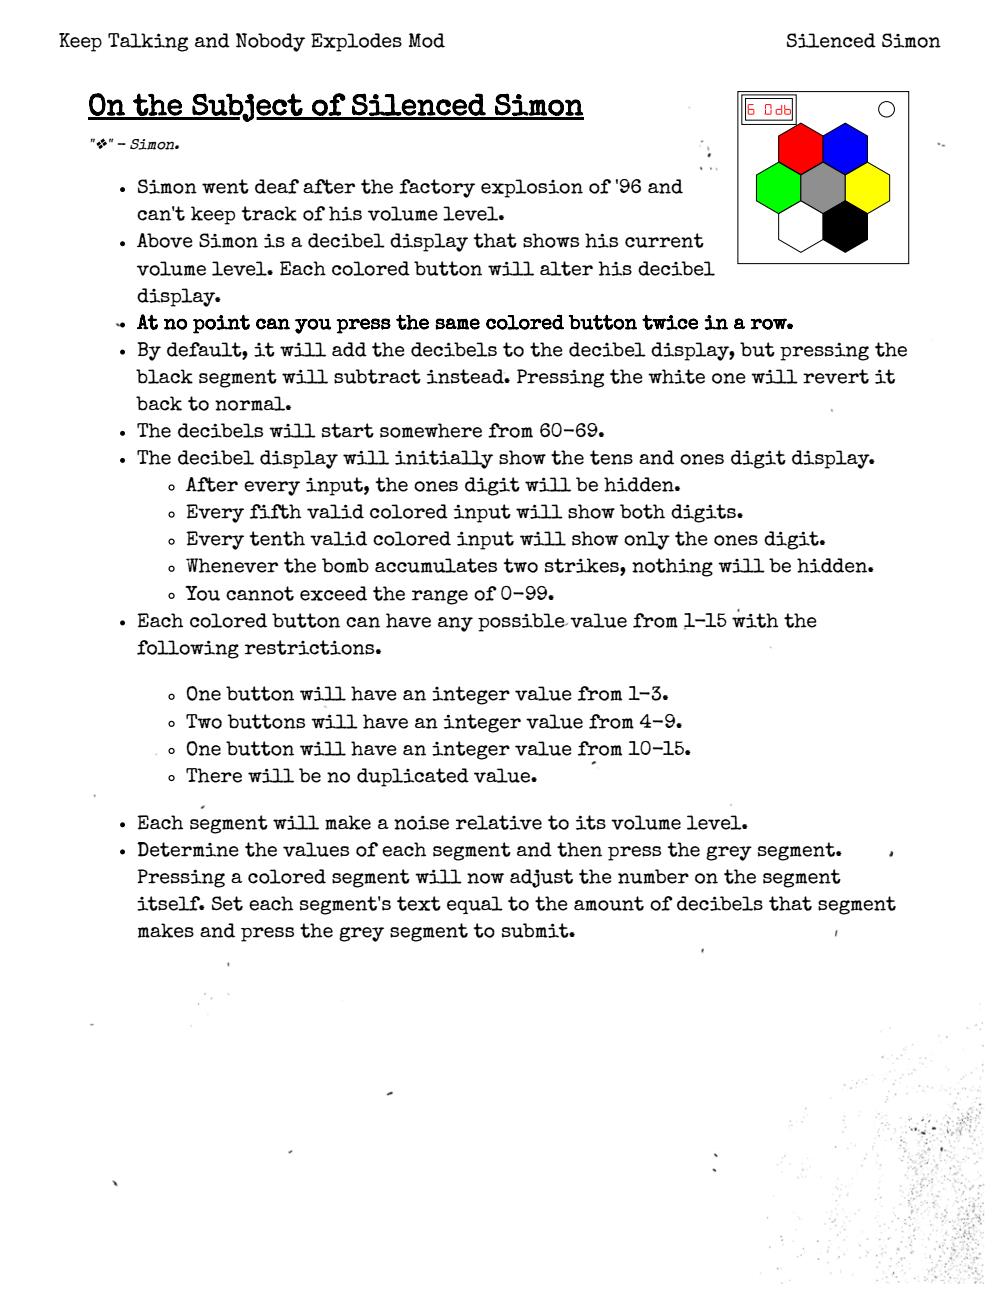 Keep Talking and Nobody Explodes Mod
Silenced Simon
On the Subject of Silenced Simon
6 0db
"❖" – Simon.
• Simon went deaf after the factory explosion of '96 and
can't keep track of his volume level.
• Above Simon is a decibel display that shows his current
volume level. Each colored button will alter his decibel
display.
• At no point can you press the same colored button twice in a row.
• By default, it will add the decibels to the decibel display, but pressing the
black segment will subtract instead. Pressing the white one will revert it
back to normal.
• The decibels will start somewhere from 60–69.
• The decibel display will initially show the tens and ones digit display.
◦ After every input, the ones digit will be hidden.
◦ Every fifth valid colored input will show both digits.
◦ Every tenth valid colored input will show only the ones digit.
◦ Whenever the bomb accumulates two strikes, nothing will be hidden.
◦ You cannot exceed the range of 0–99.
• Each colored button can have any possible value from 1–15 with the
following restrictions.
◦ One button will have an integer value from 1–3.
◦ Two buttons will have an integer value from 4–9.
◦ One button will have an integer value from 10–15.
◦ There will be no duplicated value.
• Each segment will make a noise relative to its volume level.
• Determine the values of each segment and then press the grey segment.
Pressing a colored segment will now adjust the number on the segment
itself. Set each segment's text equal to the amount of decibels that segment
makes and press the grey segment to submit.